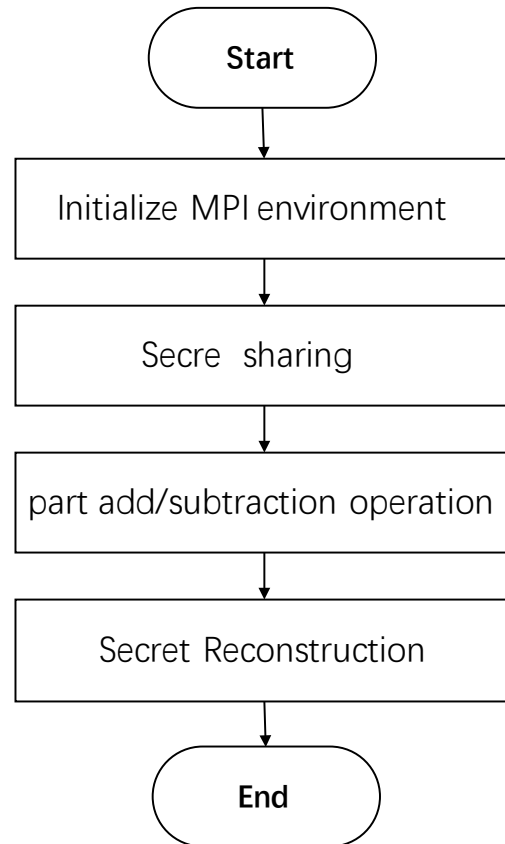 Start
Initialize MPI environment
Secre sharing
part add/subtraction operation
Secret Reconstruction
End